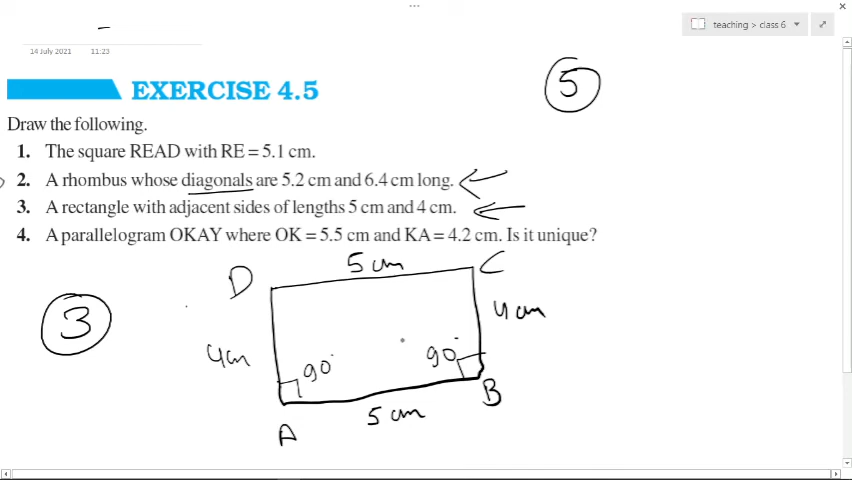 teaching > class 6
14 July 2021 11:23
EXERCISE 4.5
5
Draw the following.
1. The square READ with RE = 5.1 cm.
2. A rhombus whose diagonals are 5.2 cm and 6.4 cm long.
3. A rectangle with adjacent sides of lengths 5 cm and 4 cm.
4. A parallelogram OKAY where OK = 5.5 cm and KA = 4.2 cm. Is it unique?
5 cm
D C
3
4 cm
4 cm
90° 90°
5 cm
B
A